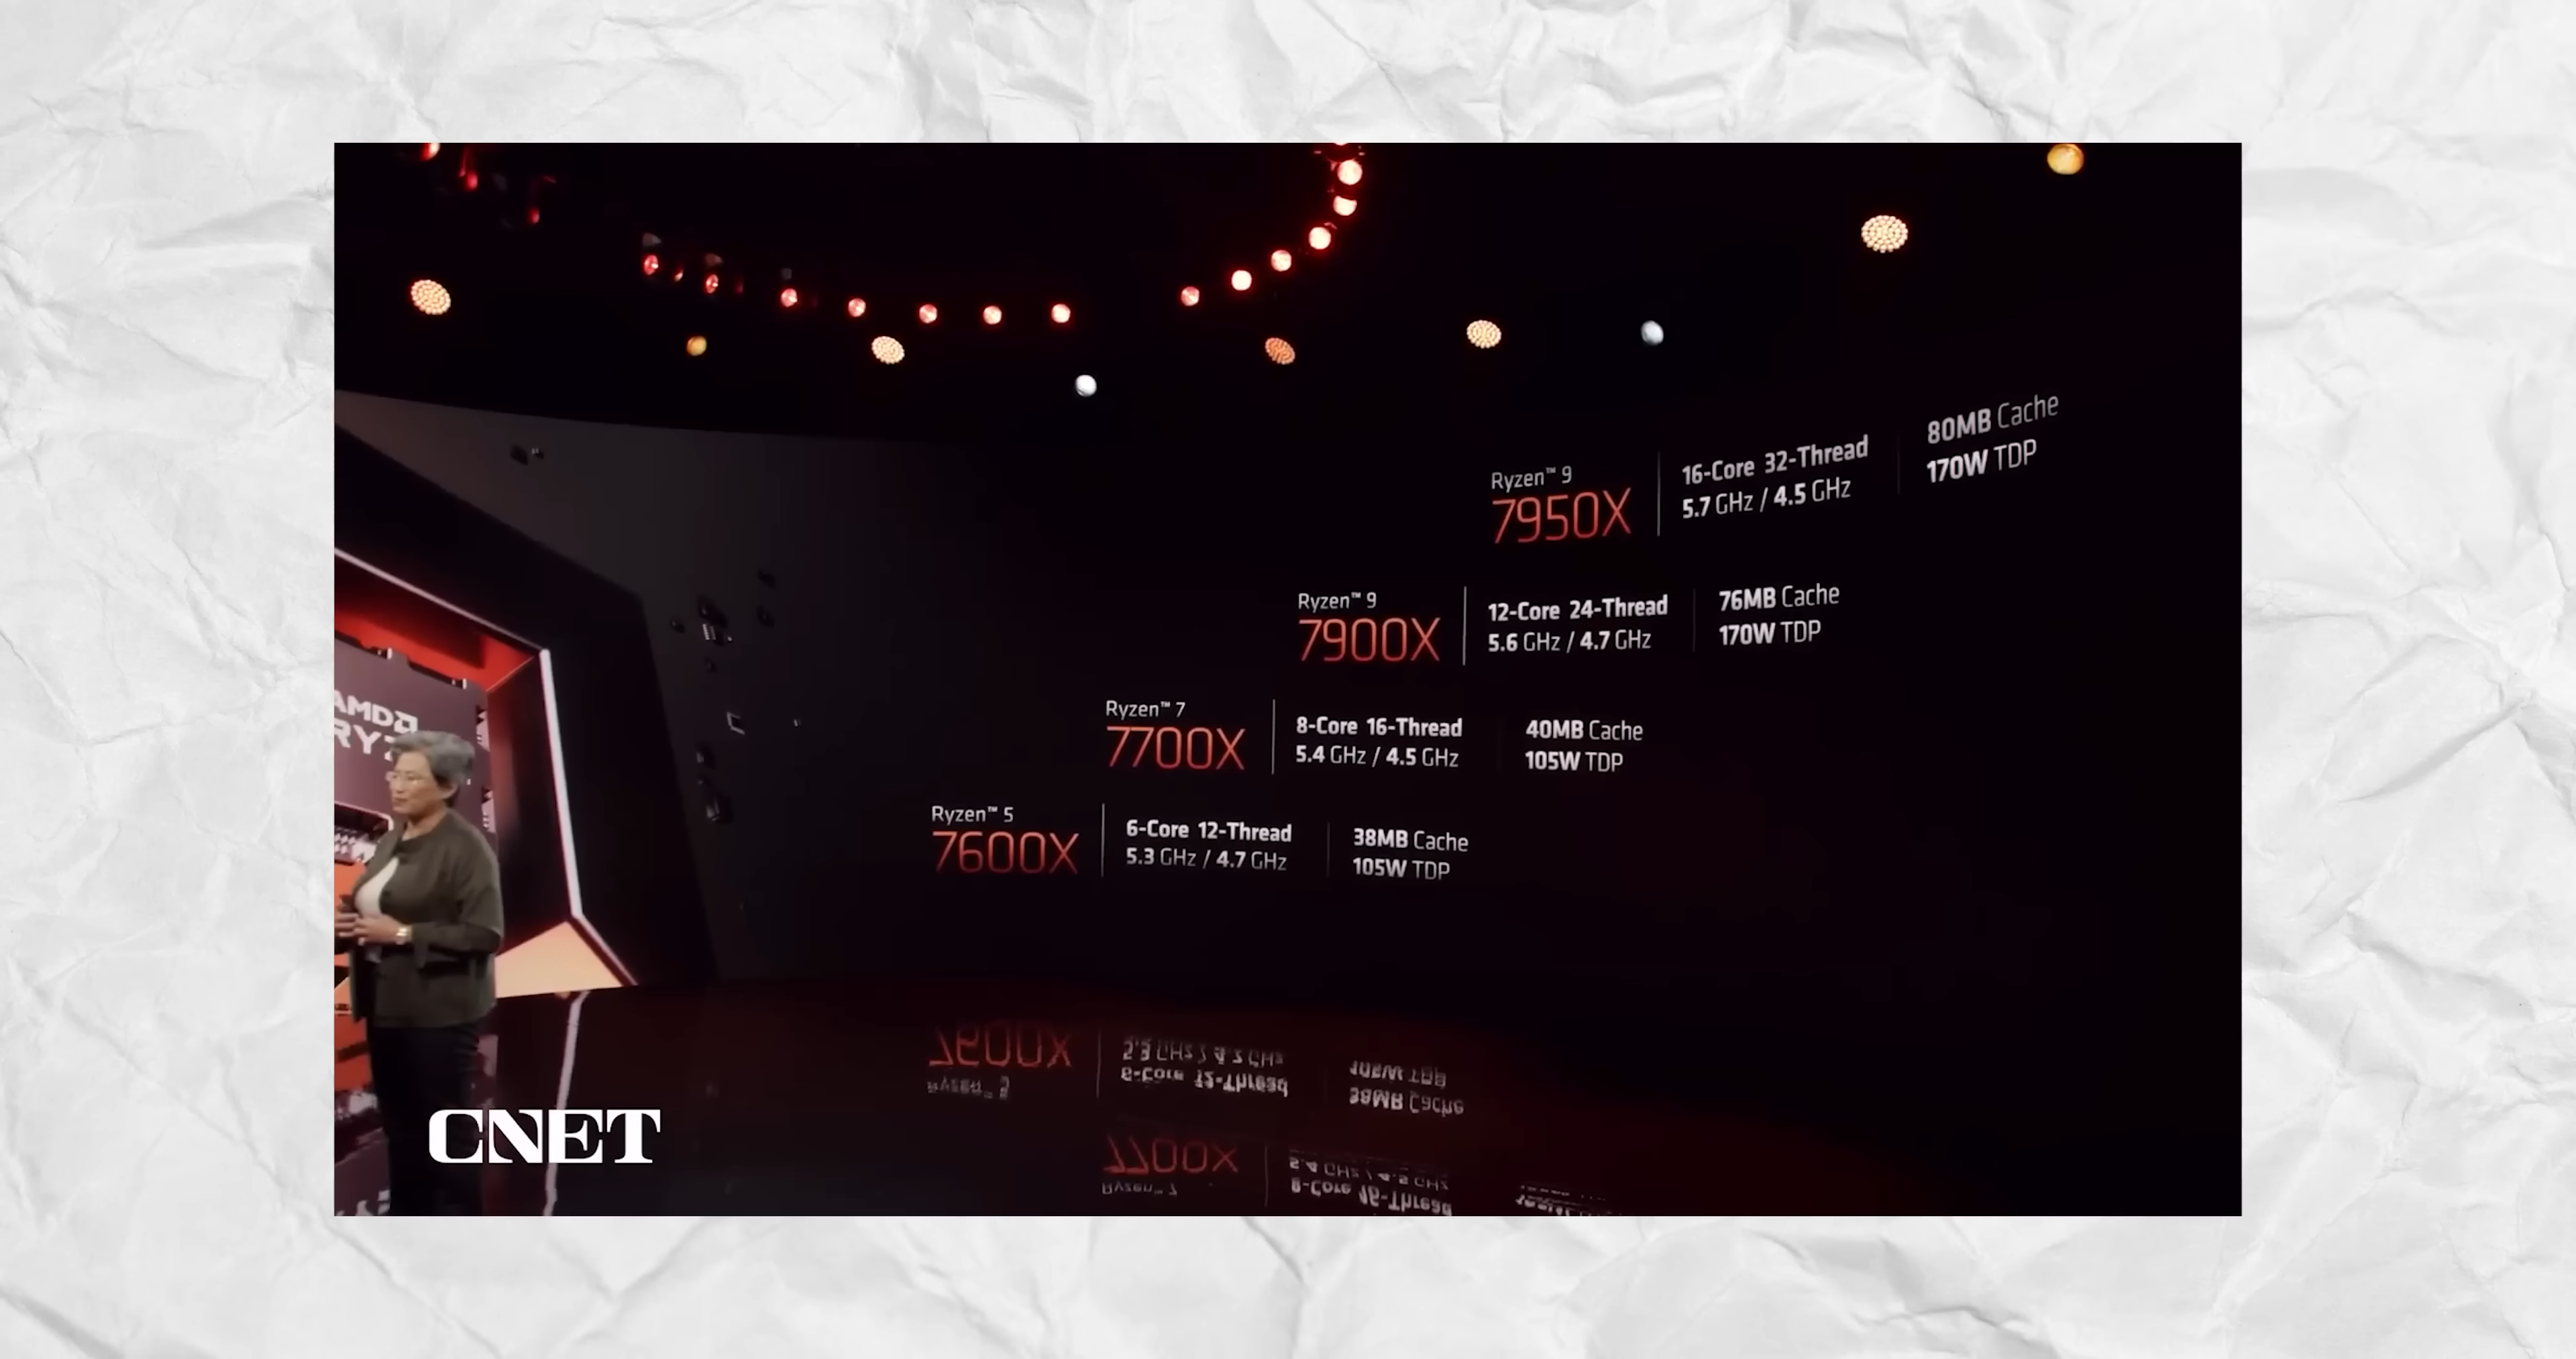 Ryzen™ 9
7950X
16-Core 32-Thread
5.7 GHz / 4.5 GHz
80MB Cache
170W TDP
Ryzen™ 9
7900X
12-Core 24-Thread
5.6 GHz / 4.7 GHz
76MB Cache
170W TDP
Ryzen™ 7
7700X
8-Core 16-Thread
5.4 GHz / 4.5 GHz
40MB Cache
105W TDP
Ryzen™ 5
7600X
6-Core 12-Thread
5.3 GHz / 4.7 GHz
38MB Cache
105W TDP
AMD
RYZ
CNET